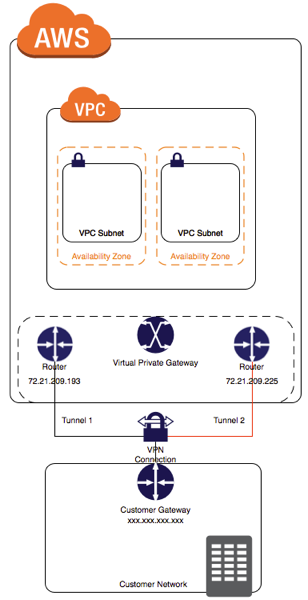 AWS
VPC
VPC Subnet
VPC Subnet
Availability Zone
Availability Zone
Virtual Private Gateway
Router
72.21.209.193
Router
72.21.209.225
Tunnel 1
Tunnel 2
VPN
Connection
Customer Gateway
xxx.xxx.xxx.xxx
Customer Network